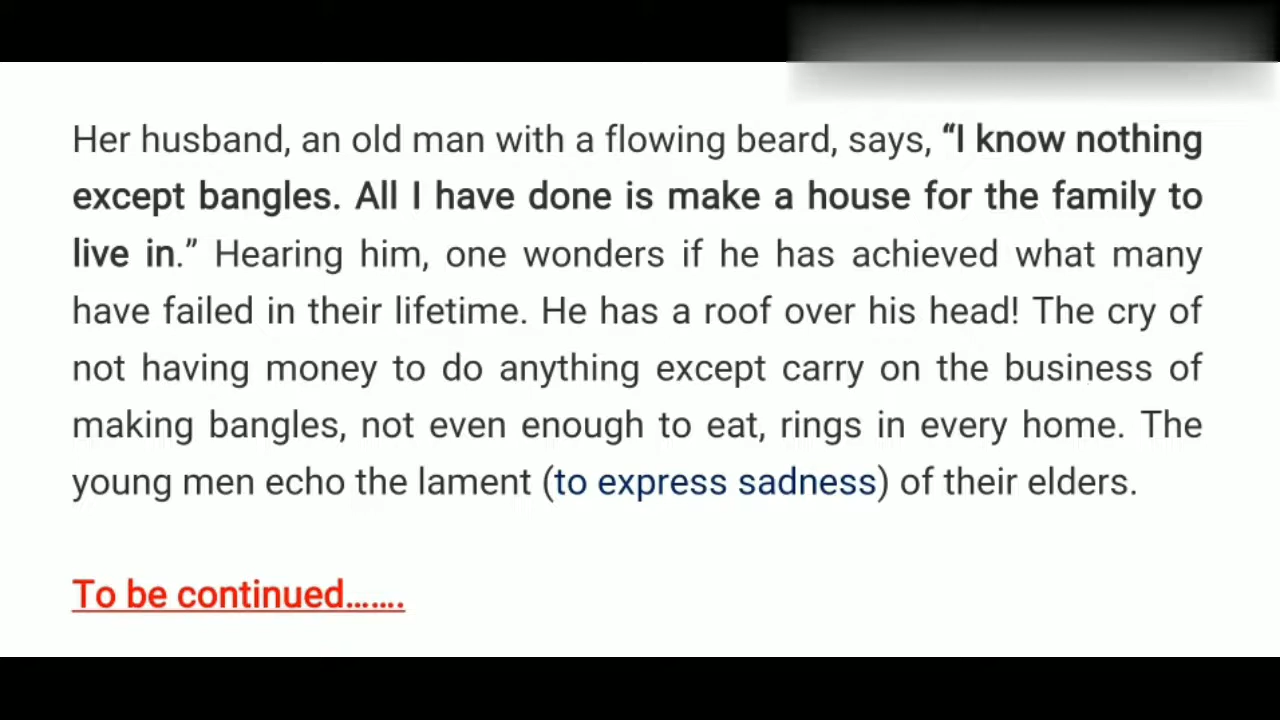 Her husband, an old man with a flowing beard, says, “I know nothing
except bangles. All I have done is make a house for the family to
live in.” Hearing him, one wonders if he has achieved what many
have failed in their lifetime. He has a roof over his head! The cry of
not having money to do anything except carry on the business of
making bangles, not even enough to eat, rings in every home. The
young men echo the lament (to express sadness) of their elders.
To be continued.......